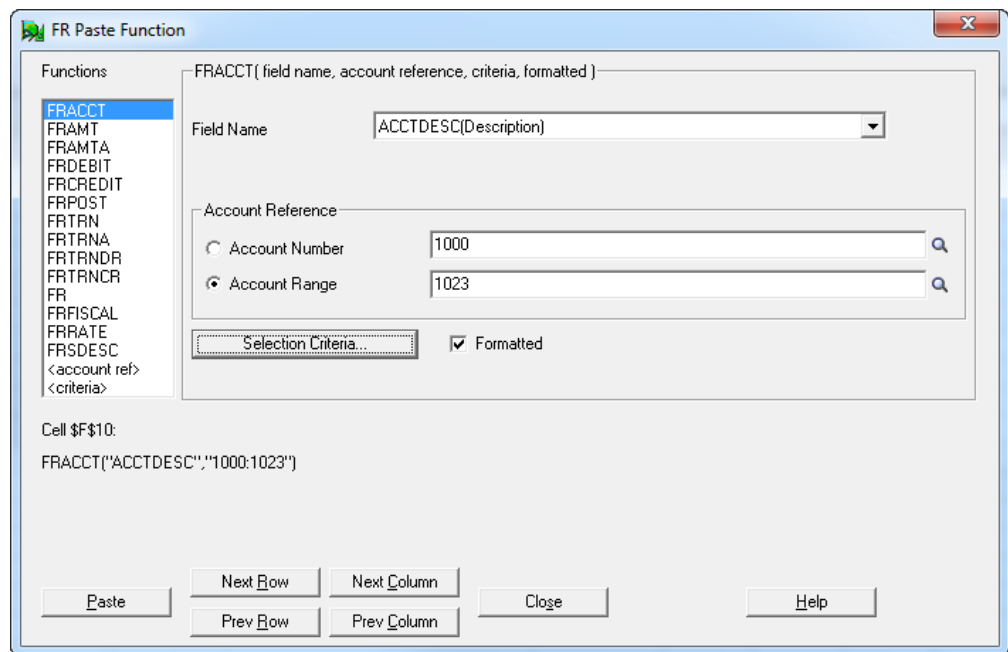 FR Paste Function
Functions
FRACCT
FRAMT
FRAMTA
FRDEBIT
FRCREDIT
FRPOST
FRTRN
FRTRNA
FRTRNDR
FRTRNCR
FR
FRFISCAL
FRRATE
FRSDESC
<account ref>
<criteria>
FRACCT( field name, account reference, criteria, formatted )
Field Name ACCTDESC(Description)
Account Reference
Account Number 1000
Account Range 1023
Selection Criteria... Formatted
Cell $F$10:
FRACCT("ACCTDESC","1000:1023")
Paste
Next Row Next Column
Prev Row Prev Column
Close
Help